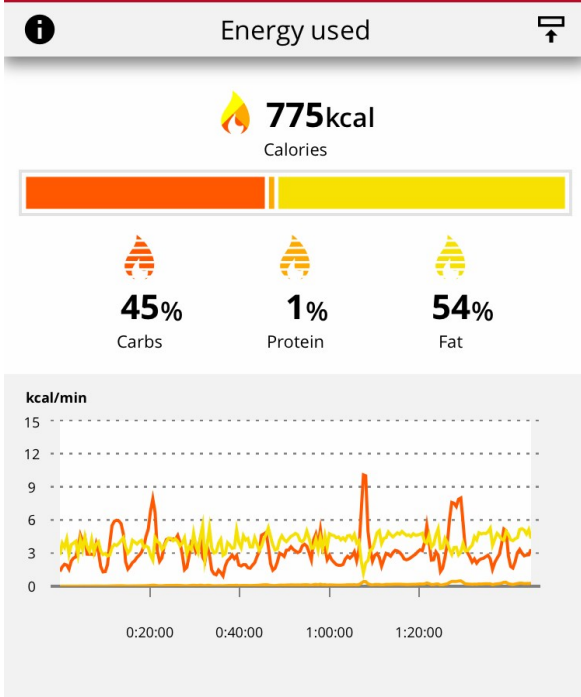 Energy used
775kcal
Calories
45% 1% 54%
Carbs Protein Fat
kcal/min
15
12
9
6
3
0
0:20:00 0:40:00 1:00:00 1:20:00